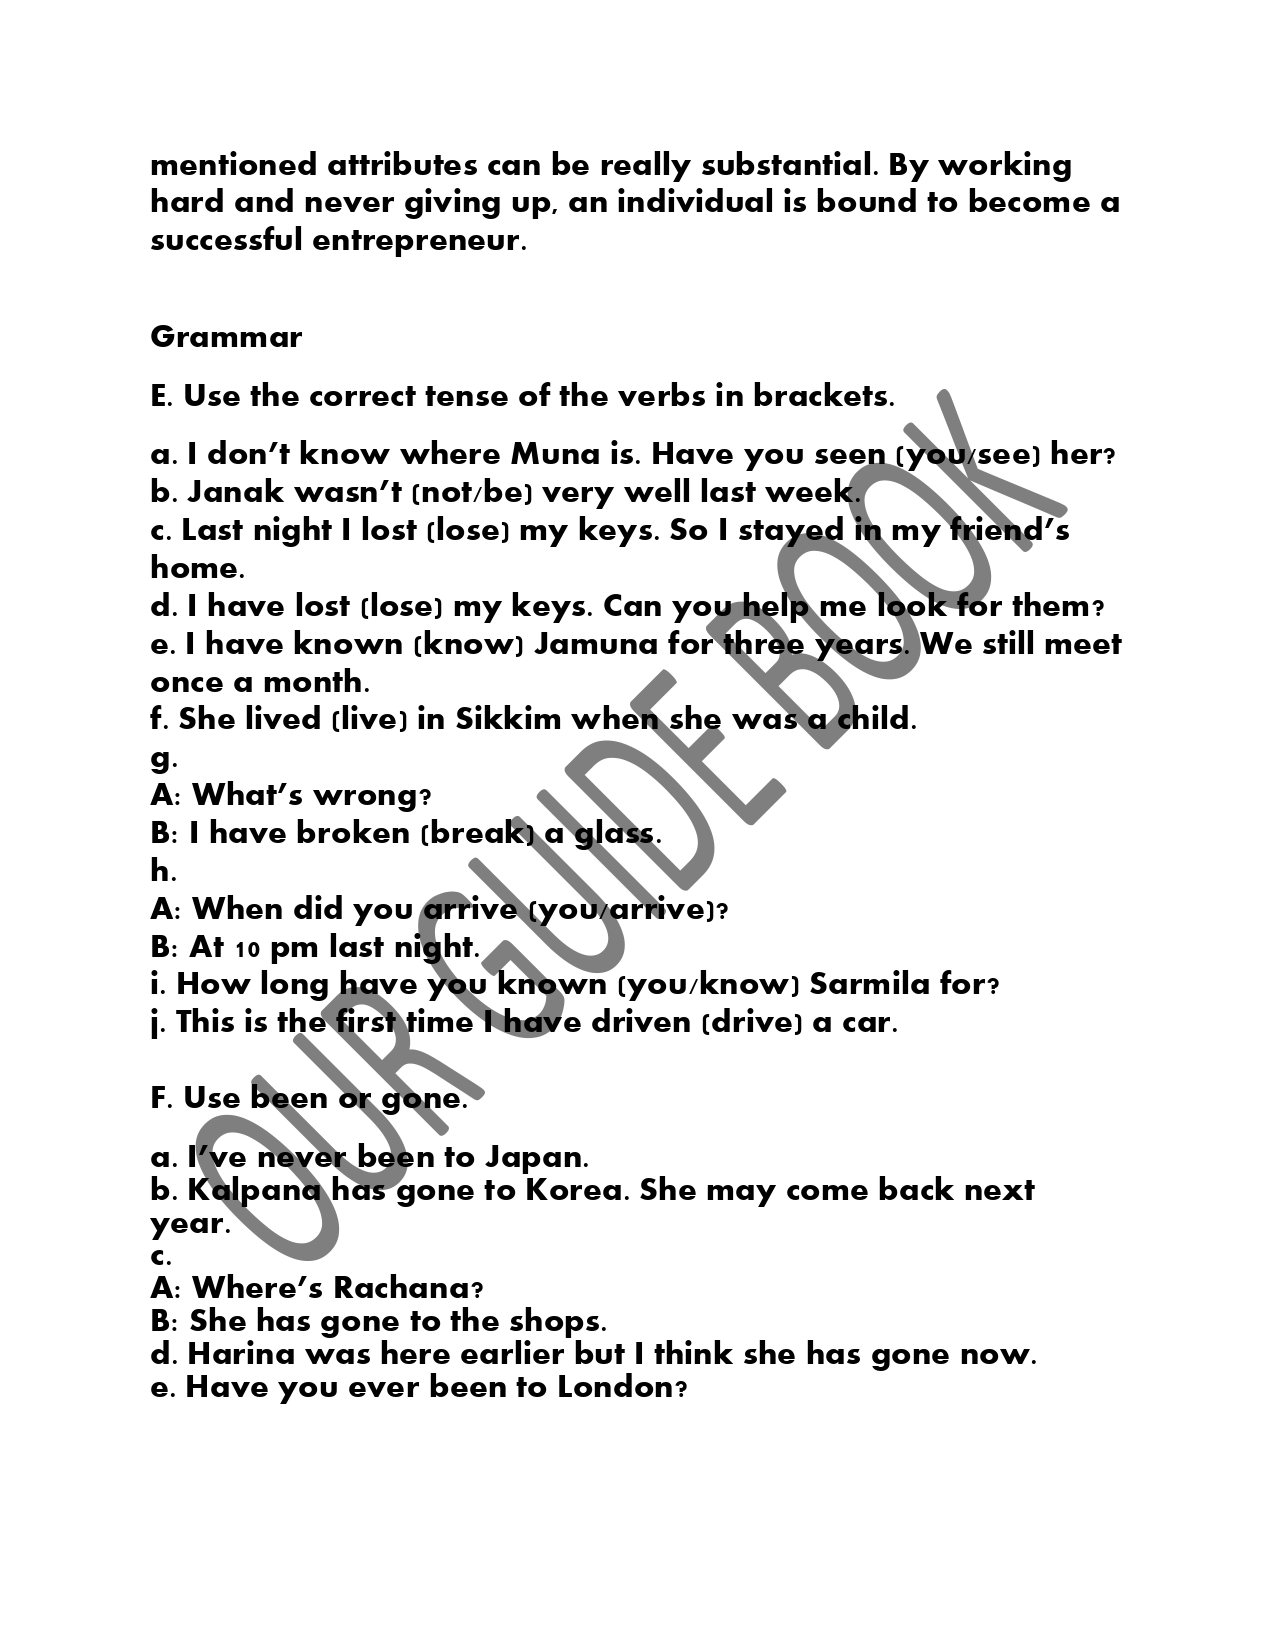 mentioned attributes can be really substantial. By working
hard and never giving up, an individual is bound to become a
successful entrepreneur.
Grammar
E. Use the correct tense of the verbs in brackets.
a. I don't know where Muna is. Have you seen (you/see) her?
b. Janak wasn't (not/be) very well last week.
c. Last night I lost (lose) my keys. So I stayed in my friend's
home.
d. I have lost (lose) my keys. Can you help me look for them?
e. I have known (know) Jamuna for three years. We still meet
once a month.
f. She lived (live) in Sikkim when she was a child.
g.
A: What's wrong?
B: I have broken (break) a glass.
h.
A: When did you arrive (you/arrive)?
B: At 10 pm last night.
i. How long have you known (you/know) Sarmila for?
j. This is the first time I have driven (drive) a car.
F. Use been or gone.
a. I've never been to Japan.
b. Kalpana has gone to Korea. She may come back next
year.
c.
A: Where's Rachana?
B: She has gone to the shops.
d. Harina was here earlier but I think she has gone now.
e. Have you ever been to London?
OUR GUIDE BOOK